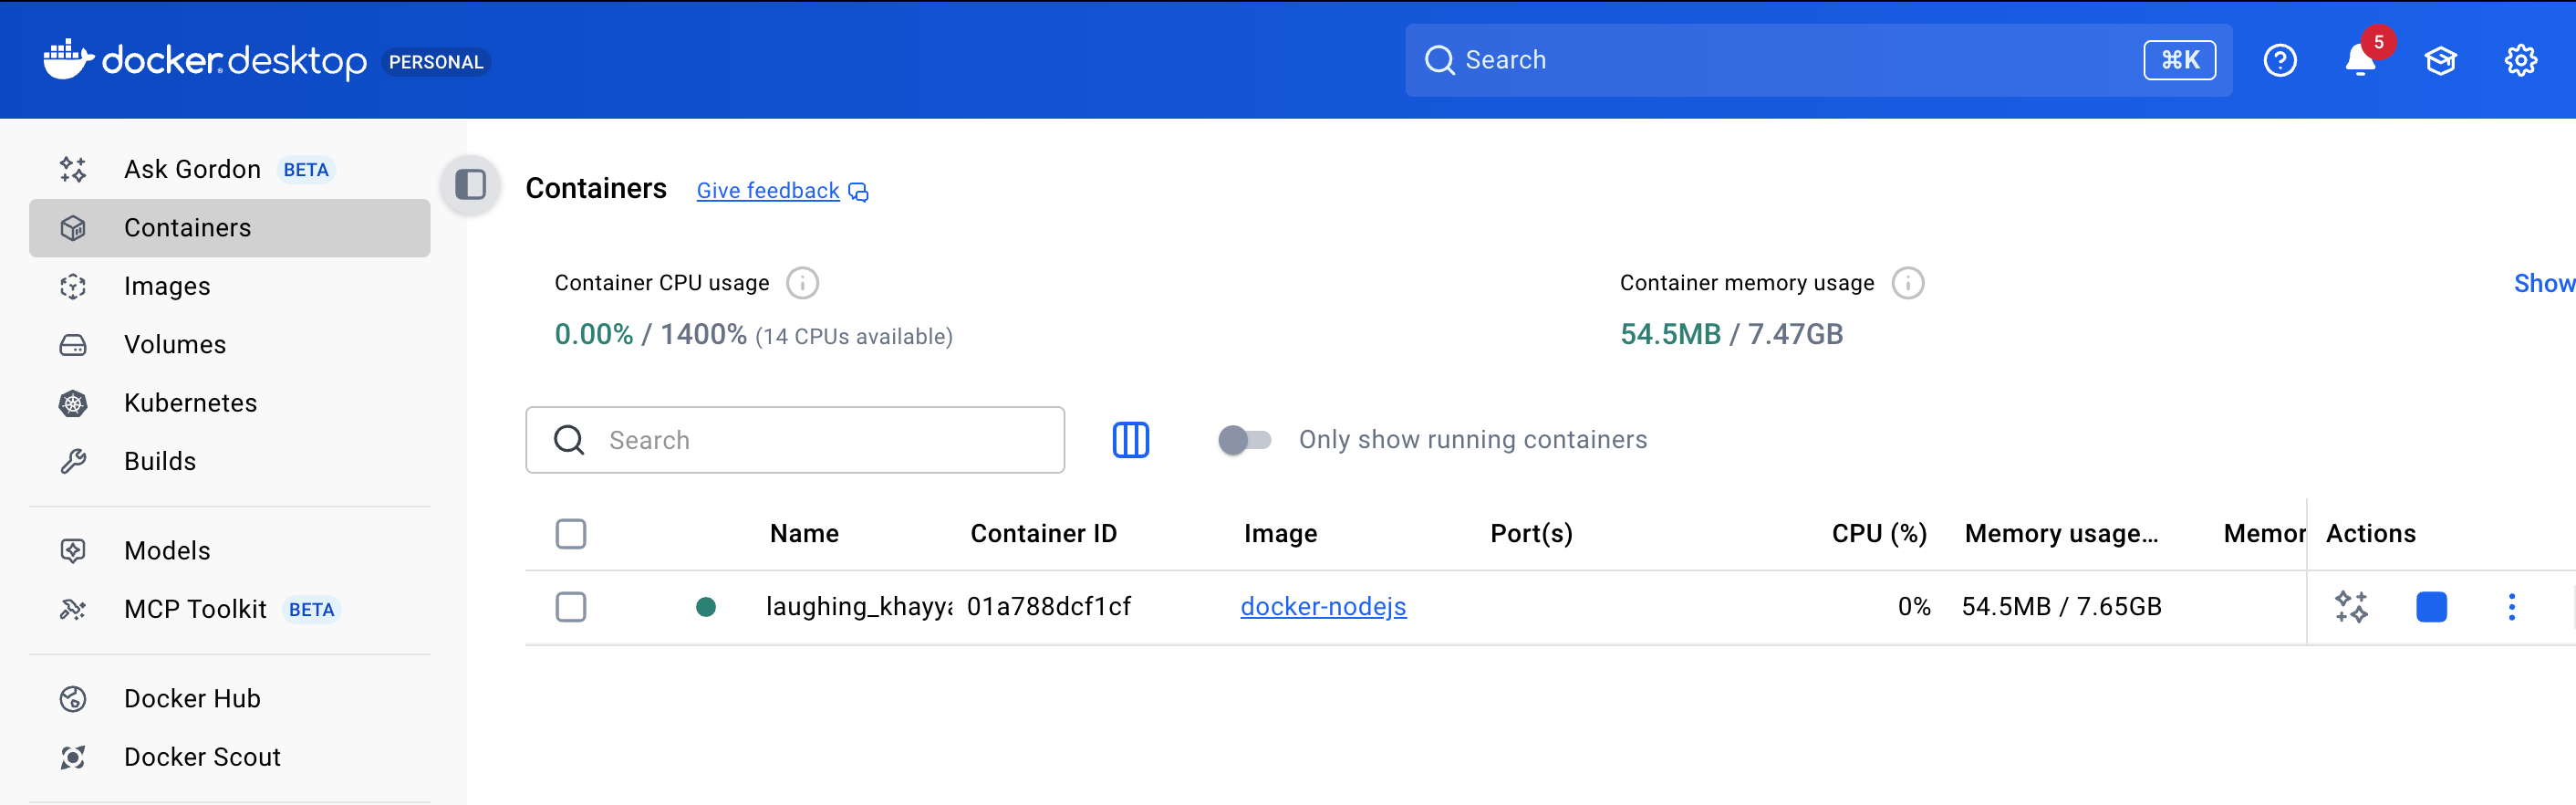 docker desktop PERSONAL
Search ⌘K
5
Ask Gordon BETA
Containers
Images
Volumes
Kubernetes
Builds
Models
MCP Toolkit BETA
Docker Hub
Docker Scout
Containers Give feedback
Container CPU usage
0.00% / 1400% (14 CPUs available)
Container memory usage
54.5MB / 7.47GB
Show
Search
Only show running containers
Name Container ID Image Port(s) CPU (%) Memory usage... Memor Actions
laughing_khayya 01a788dcf1cf docker-nodejs 0% 54.5MB / 7.65GB